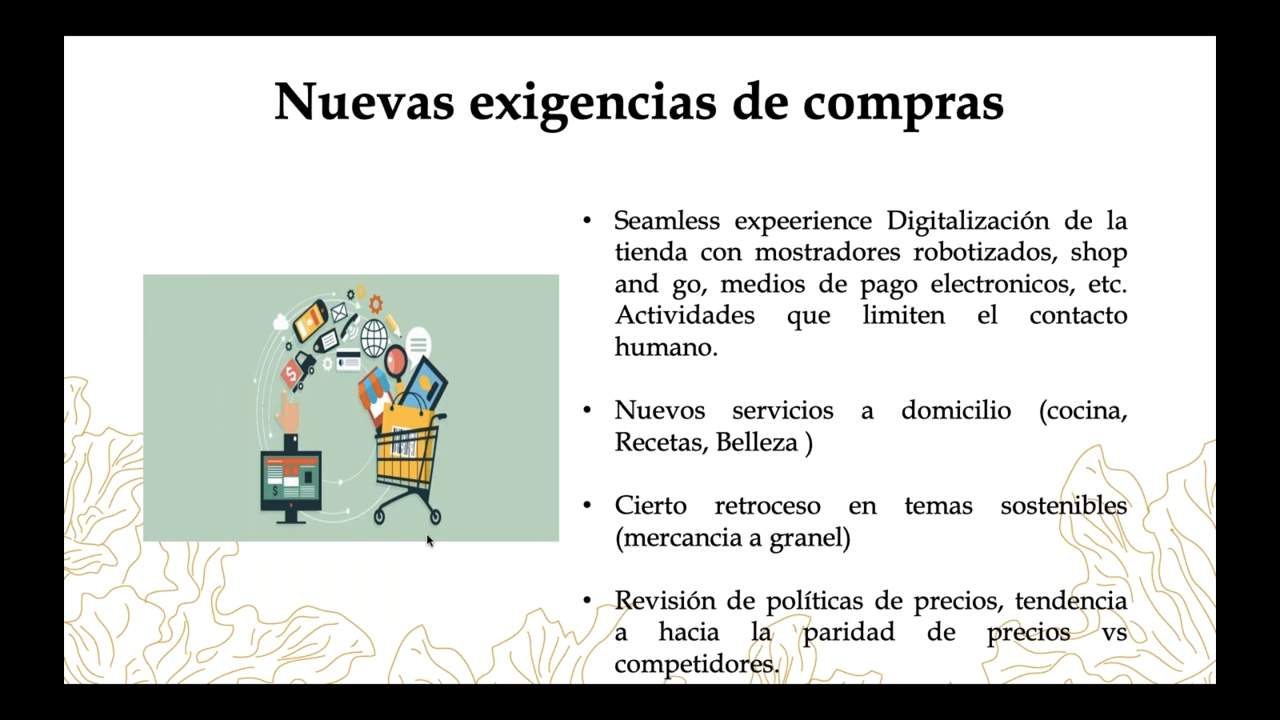 Nuevas exigencias de compras
• Seamless expeerience Digitalización de la
tienda con mostradores robotizados, shop
and go, medios de pago electronicos, etc.
Actividades que limiten el contacto
humano.
• Nuevos servicios a domicilio (cocina,
Recetas, Belleza )
• Cierto retroceso en temas sostenibles
(mercancia a granel)
• Revisión de políticas de precios, tendencia
a hacia la paridad de precios vs
competidores.